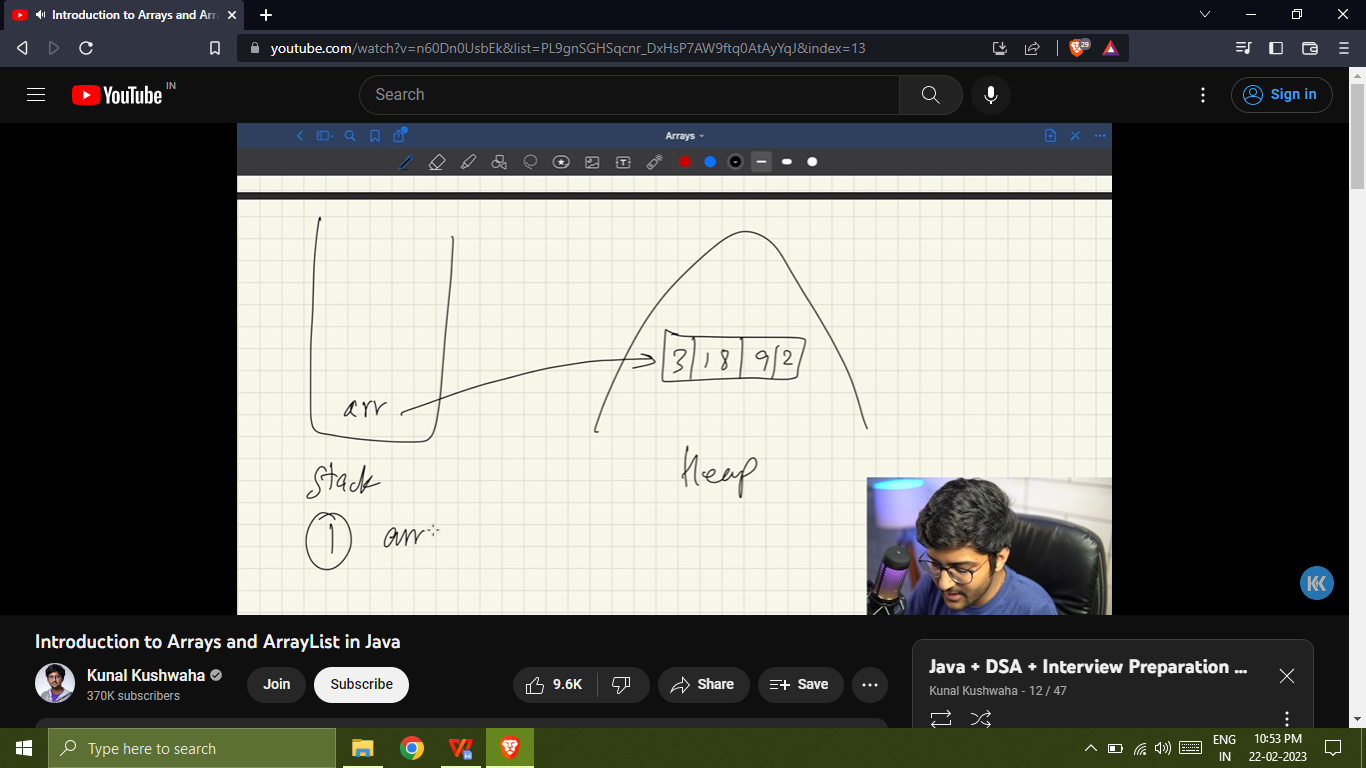 Introduction to Arrays and Arr
youtube.com/watch?v=n60Dn0UsbEk&list=PL9gnSGHSqcnr_DxHsP7AW9ftq0AtAyYqJ&index=13
29
YouTube IN
Search
Sign in
Arrays
3 18 9 2
arr
Stack
Heap
1 arr
KK
Introduction to Arrays and ArrayList in Java
Kunal Kushwaha
370K subscribers
Join
Subscribe
9.6K
Share
Save
Java + DSA + Interview Preparation ...
Kunal Kushwaha - 12 / 47
Type here to search
ENG
IN
10:53 PM
22-02-2023